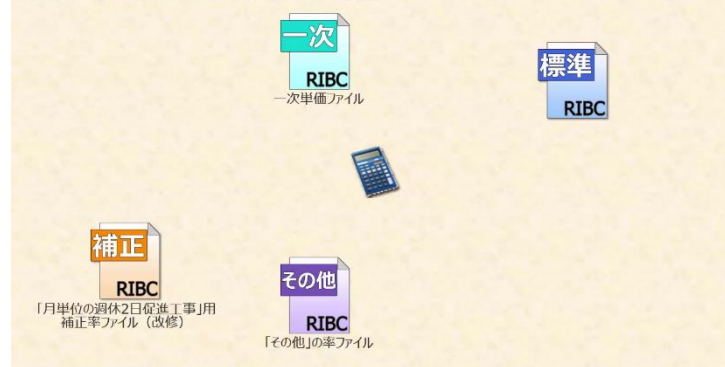 一次
RIBC
一次単価ファイル
標準
RIBC
補正
RIBC
「月単位の週休2日促進工事」用
補正率ファイル（改修）
その他
RIBC
「その他」の率ファイル